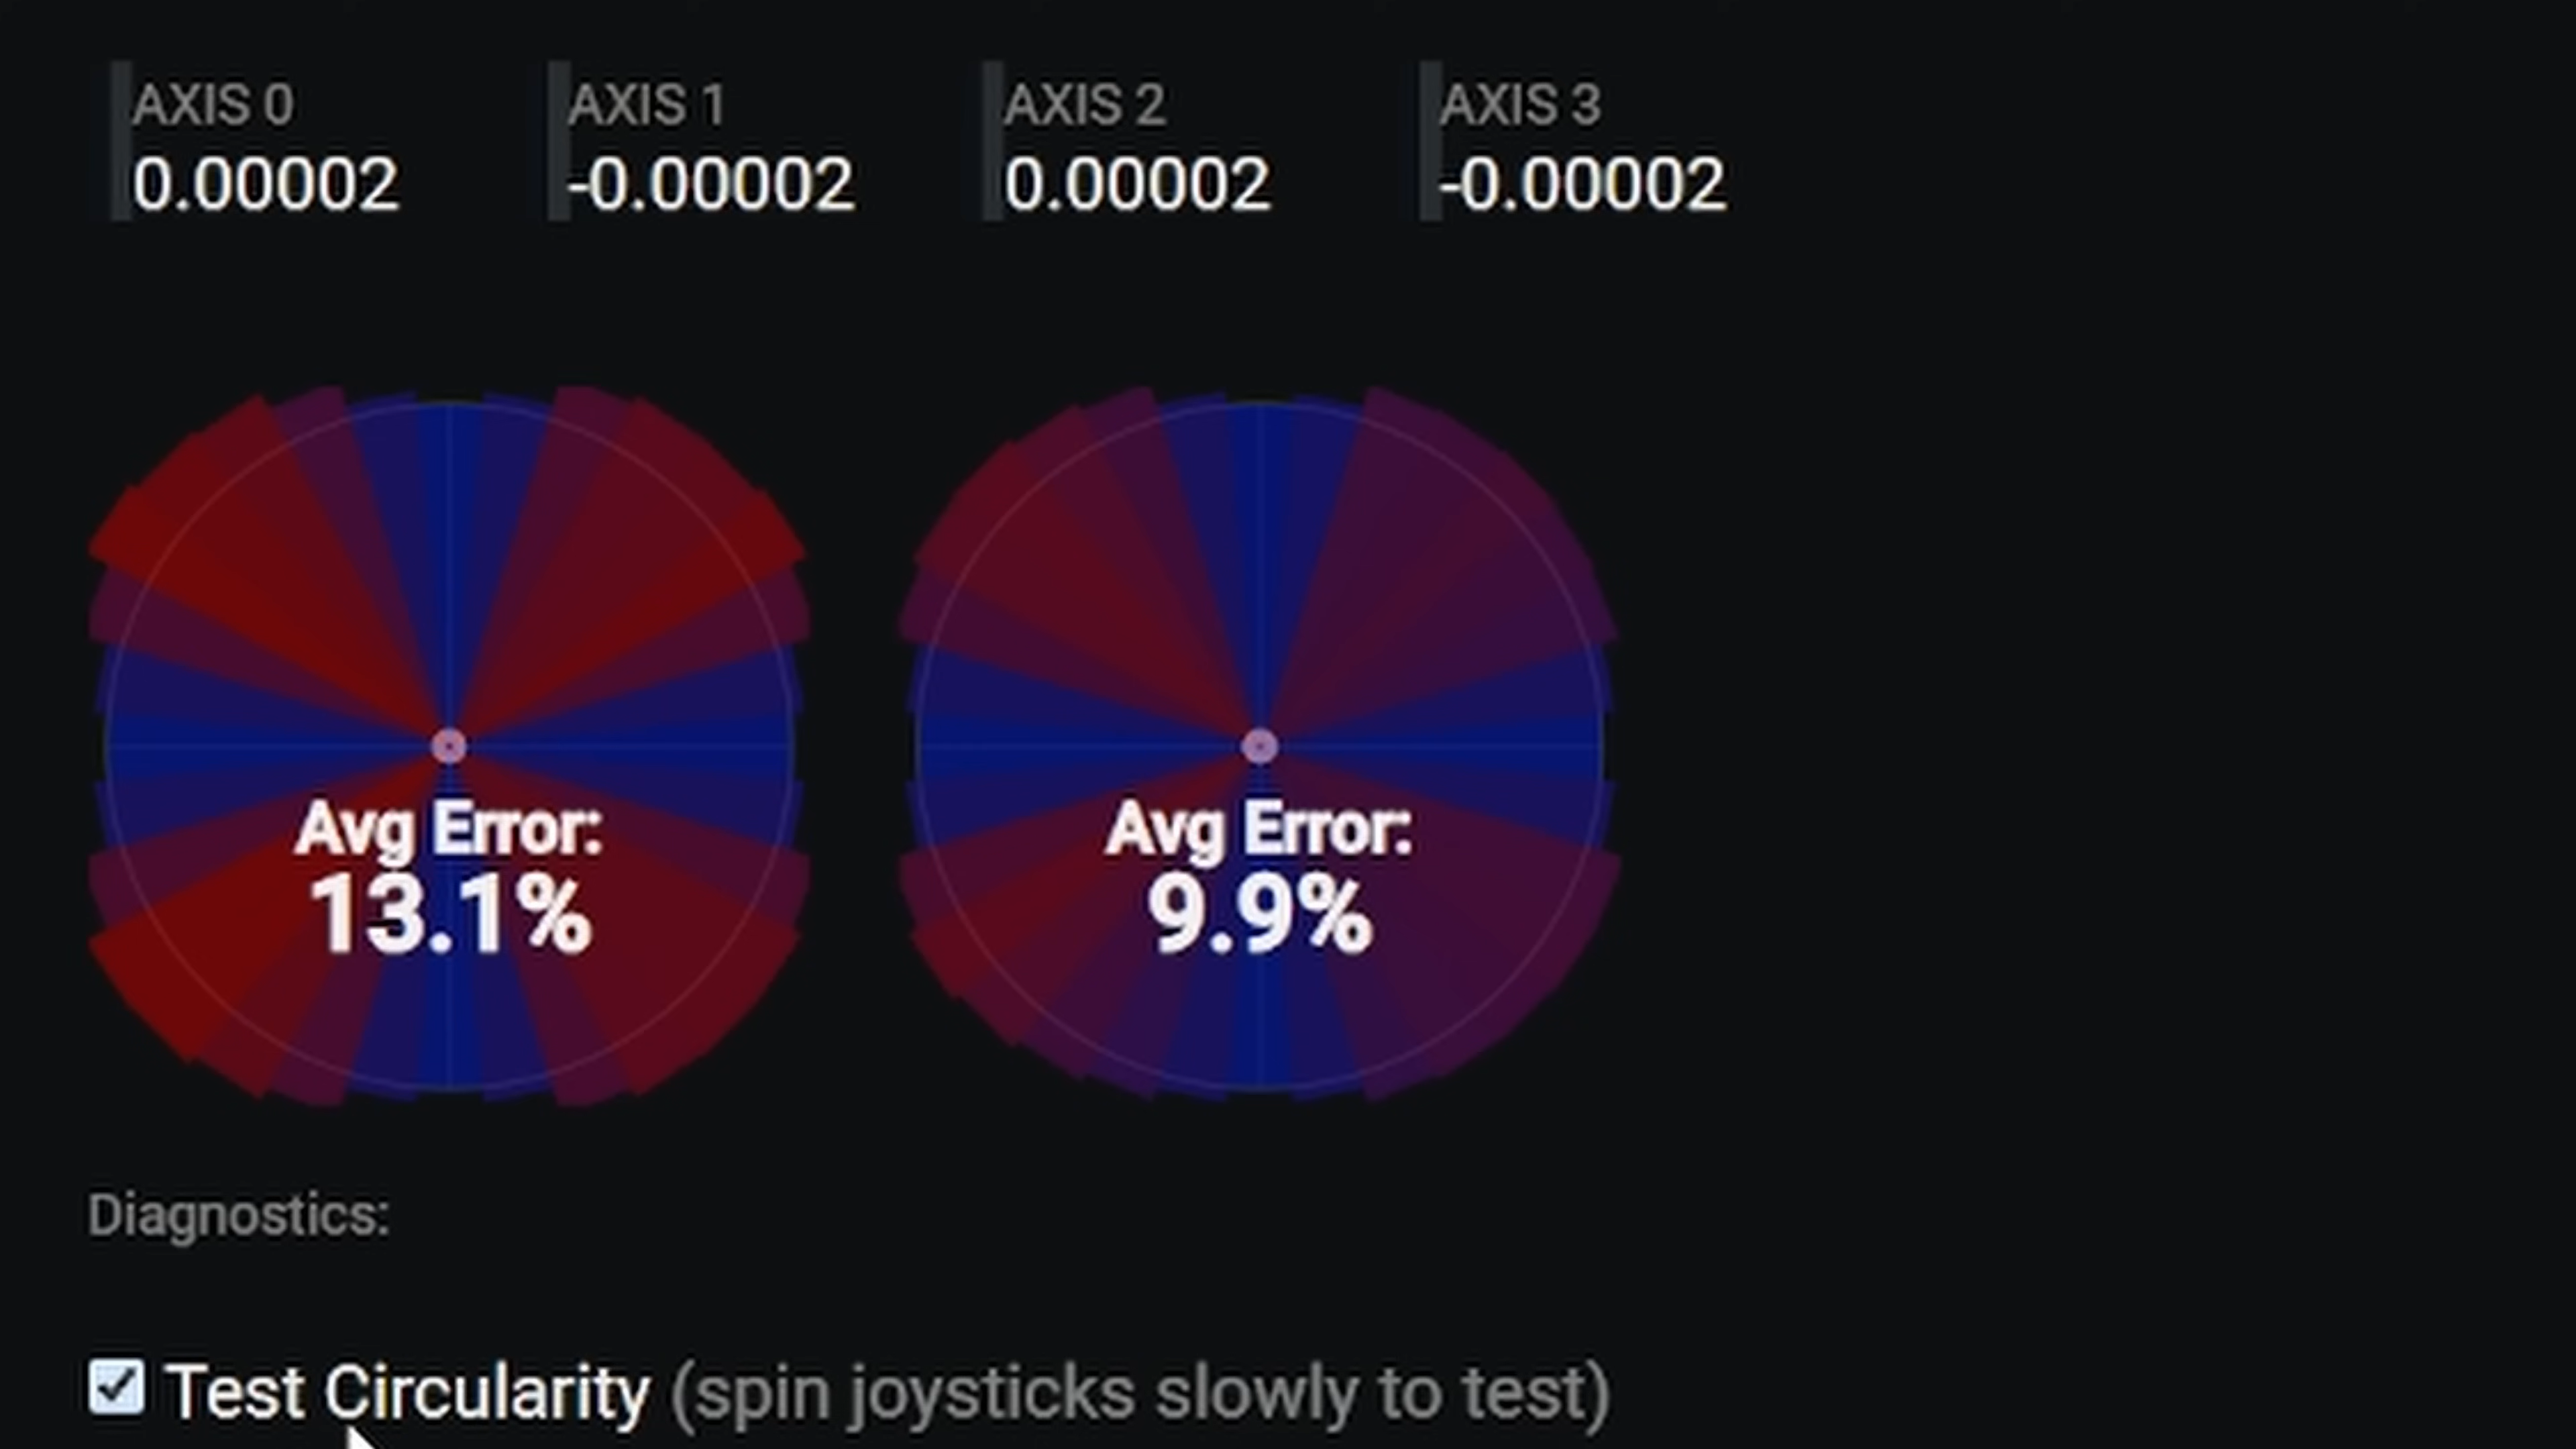 AXIS 0
0.00002
AXIS 1
-0.00002
AXIS 2
0.00002
AXIS 3
-0.00002
Avg Error:
13.1%
Avg Error:
9.9%
Diagnostics:
Test Circularity (spin joysticks slowly to test)